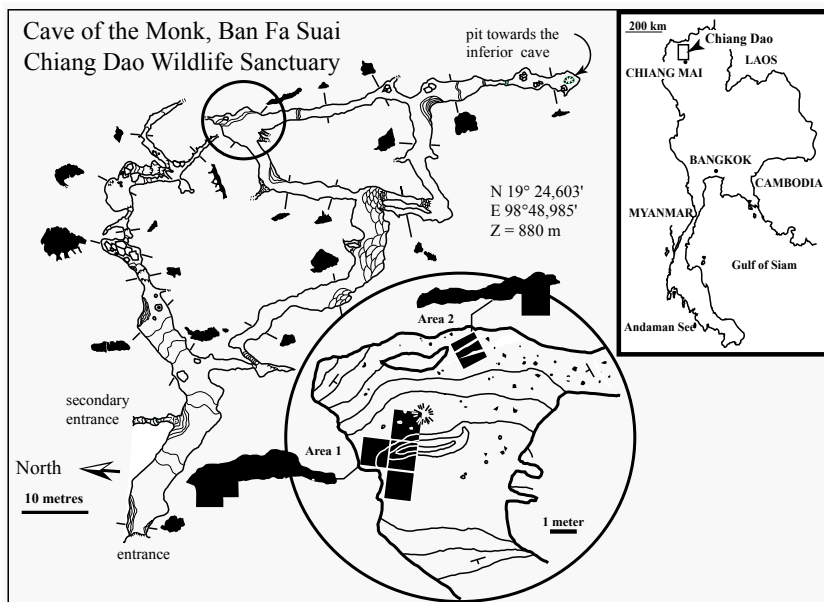 Cave of the Monk, Ban Fa Suai
Chiang Dao Wildlife Sanctuary
pit towards the
inferior cave
N 19° 24,603'
E 98°48,985'
Z = 880 m
Area 2
secondary
entrance
Area 1
North
10 metres
entrance
1 meter
200 km
Chiang Dao
CHIANG MAI
LAOS
BANGKOK
CAMBODIA
MYANMAR
Gulf of Siam
Andaman See